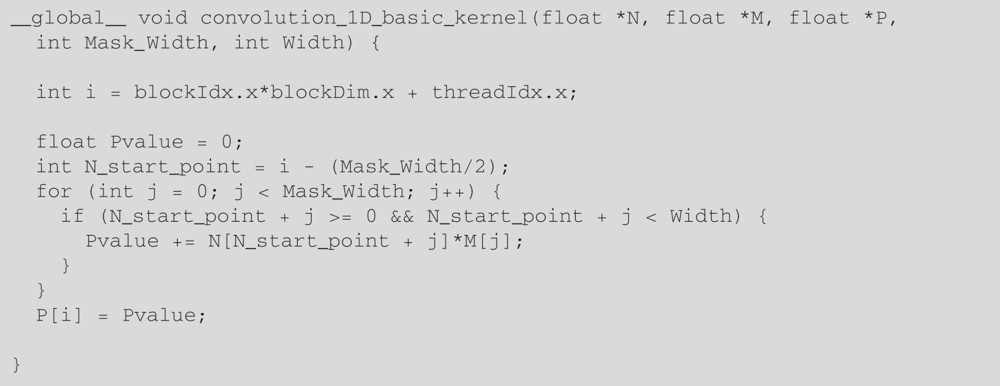 __global__ void convolution_1D_basic_kernel(float *N, float *M, float *P,
int Mask_Width, int Width) {
int i = blockIdx.x*blockDim.x + threadIdx.x;
float Pvalue = 0;
int N_start_point = i - (Mask_Width/2);
for (int j = 0; j < Mask_Width; j++) {
if (N_start_point + j >= 0 && N_start_point + j < Width) {
Pvalue += N[N_start_point + j]*M[j];
}
}
P[i] = Pvalue;
}